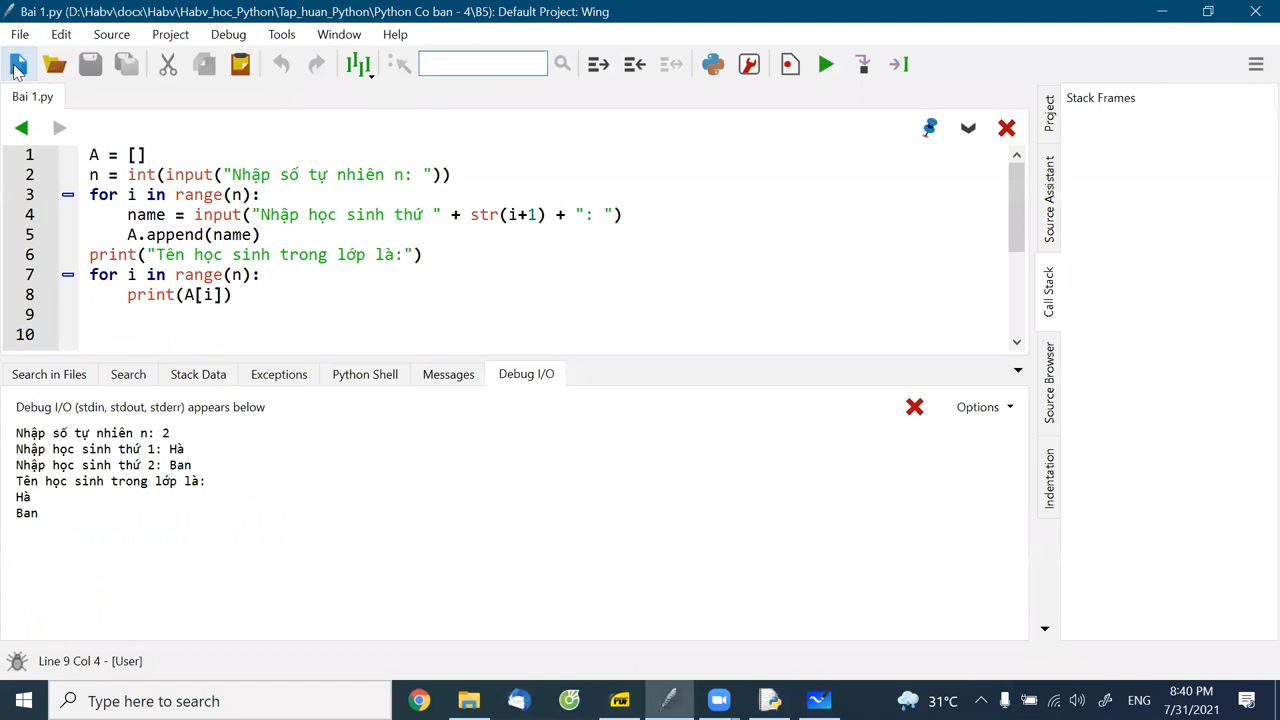 Bai 1.py (D:\Habv\docx\Habv\Habv_hoc_Python\Tap_huan_Python\Python Co ban - 4\B5): Default Project: Wing
File Edit Source Project Debug Tools Window Help
Bai 1.py
1 A = []
2 n = int(input("Nhập số tự nhiên n: "))
3 for i in range(n):
4 name = input("Nhập học sinh thứ " + str(i+1) + ": ")
5 A.append(name)
6 print("Tên học sinh trong lớp là:")
7 for i in range(n):
8 print(A[i])
9
10
Stack Frames
Project
Source Assistant
Call Stack
Source Browser
Indentation
Search in Files Search Stack Data Exceptions Python Shell Messages Debug I/O
Debug I/O (stdin, stdout, stderr) appears below
Options
Nhập số tự nhiên n: 2
Nhập học sinh thứ 1: Hà
Nhập học sinh thứ 2: Ban
Tên học sinh trong lớp là:
Hà
Ban
Line 9 Col 4 - [User]
Type here to search
PDF
31°C
ENG
8:40 PM
7/31/2021